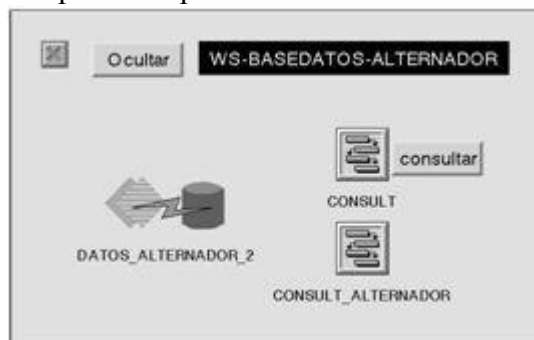 Ocultar WS-BASEDATOS-ALTERNADOR
consultar
CONSULT
DATOS_ALTERNADOR_2
CONSULT_ALTERNADOR